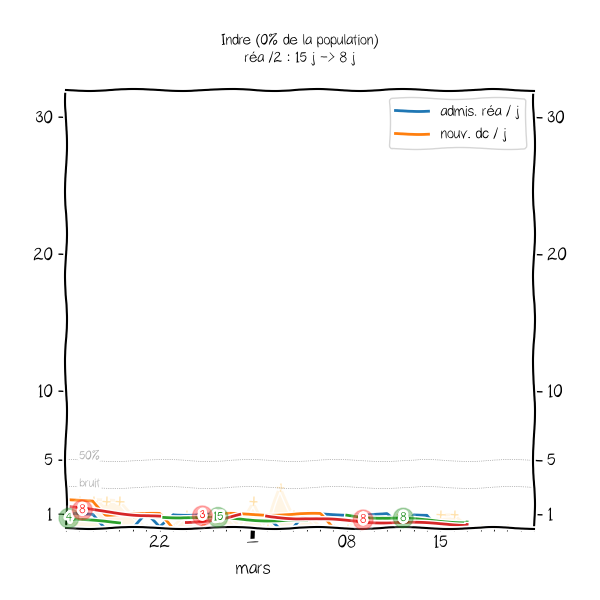 Indre (0% de la population)
réa /2 : 15 j -> 8 j
admis. réa / j
nouv. dc / j
30 30
20 20
10 10
50%
5 5
bruit
1 1
4 8 3 15 8 8
22 1 08 15
mars